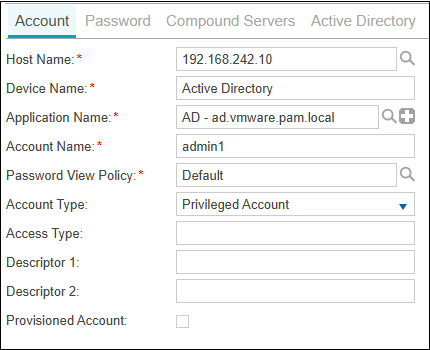 Account Password Compound Servers Active Directory
Host Name:* 192.168.242.10
Device Name:* Active Directory
Application Name:* AD - ad.vmware.pam.local
Account Name:* admin1
Password View Policy:* Default
Account Type: Privileged Account
Access Type:
Descriptor 1:
Descriptor 2:
Provisioned Account: